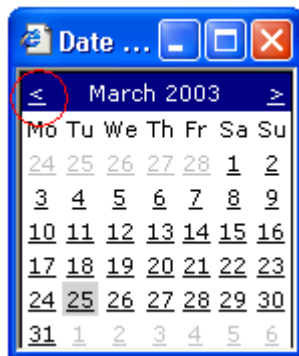 Date ...
< March 2003 >
Mo Tu We Th Fr Sa Su
24 25 26 27 28 1 2
3 4 5 6 7 8 9
10 11 12 13 14 15 16
17 18 19 20 21 22 23
24 25 26 27 28 29 30
31 1 2 3 4 5 6